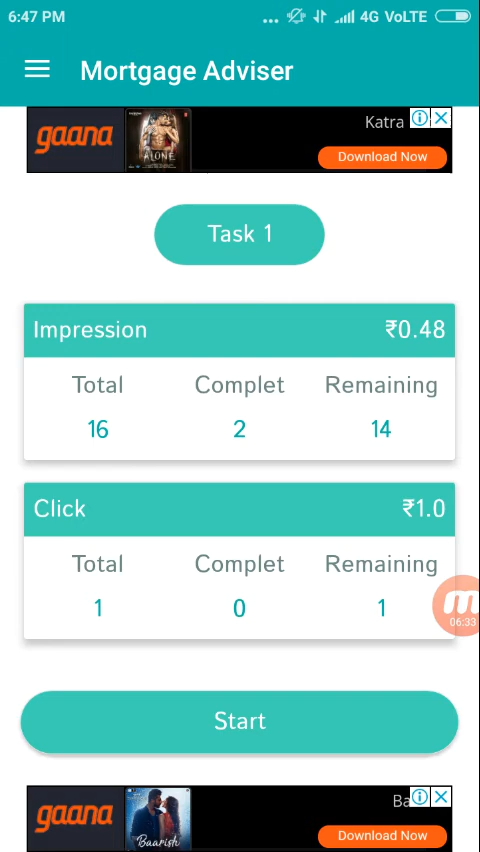 6:47 PM ... 4G VoLTE
Mortgage Adviser
gaana ALONE Katra
Download Now
Task 1
Impression ₹0.48
Total Complet Remaining
16 2 14
Click ₹1.0
Total Complet Remaining
1 0 1
06:33
Start
gaana Baarish Ba
Download Now